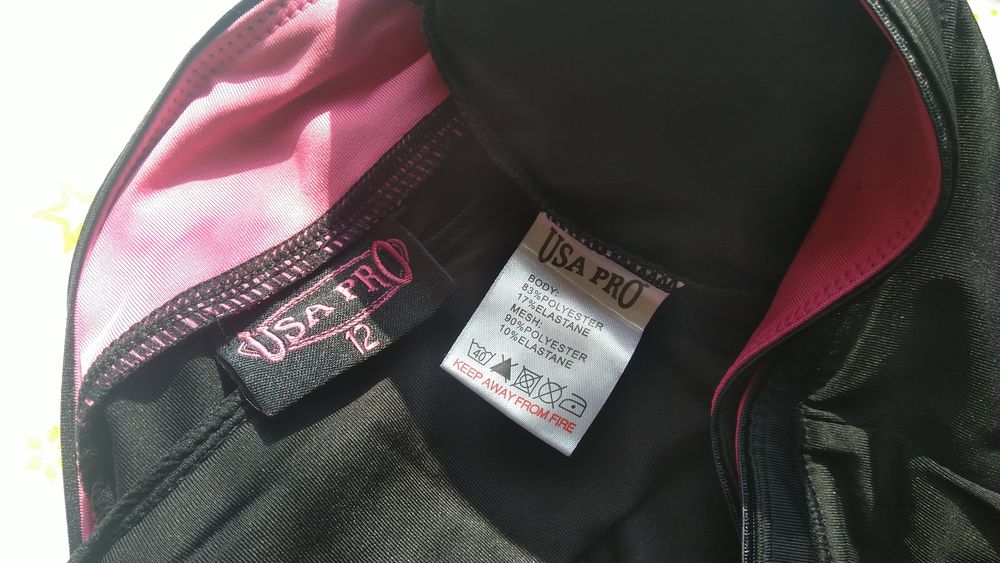 USA PRO
12
USA PRO
BODY:
83%POLYESTER
17%ELASTANE
MESH:
90%POLYESTER
10%ELASTANE
40
KEEP AWAY FROM FIRE